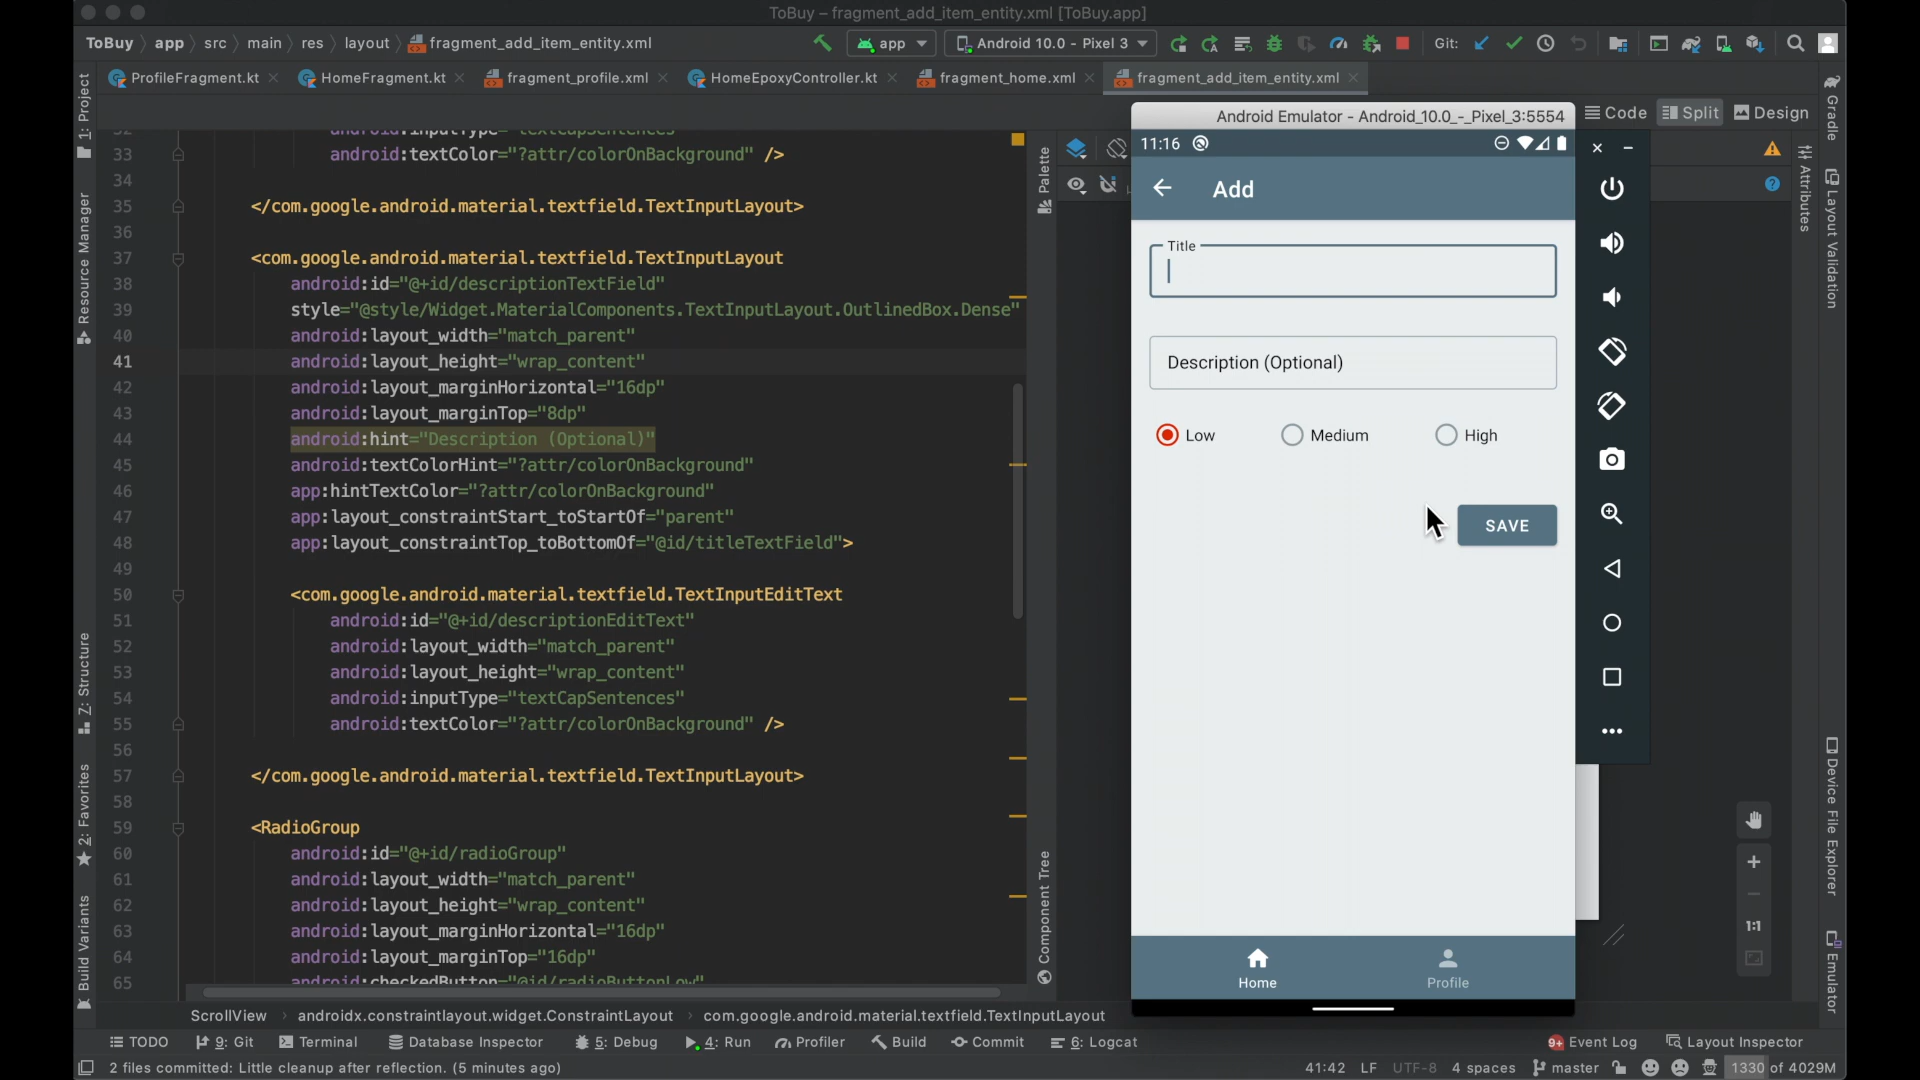 ToBuy – fragment_add_item_entity.xml [ToBuy.app]
ToBuy app src main res layout fragment_add_item_entity.xml
app
Android 10.0 - Pixel 3
Git:
ProfileFragment.kt
HomeFragment.kt
fragment_profile.xml
HomeEpoxyController.kt
fragment_home.xml
fragment_add_item_entity.xml
Code
Split
Design
1: Project
Resource Manager
Z: Structure
2: Favorites
Build Variants
32 android:inputType="textCapSentences"
33 android:textColor="?attr/colorOnBackground" />
34
35 </com.google.android.material.textfield.TextInputLayout>
36
37 <com.google.android.material.textfield.TextInputLayout
38 android:id="@+id/descriptionTextField"
39 style="@style/Widget.MaterialComponents.TextInputLayout.OutlinedBox.Dense"
40 android:layout_width="match_parent"
41 android:layout_height="wrap_content"
42 android:layout_marginHorizontal="16dp"
43 android:layout_marginTop="8dp"
44 android:hint="Description (Optional)"
45 android:textColorHint="?attr/colorOnBackground"
46 app:hintTextColor="?attr/colorOnBackground"
47 app:layout_constraintStart_toStartOf="parent"
48 app:layout_constraintTop_toBottomOf="@id/titleTextField">
49
50 <com.google.android.material.textfield.TextInputEditText
51 android:id="@+id/descriptionEditText"
52 android:layout_width="match_parent"
53 android:layout_height="wrap_content"
54 android:inputType="textCapSentences"
55 android:textColor="?attr/colorOnBackground" />
56
57 </com.google.android.material.textfield.TextInputLayout>
58
59 <RadioGroup
60 android:id="@+id/radioGroup"
61 android:layout_width="match_parent"
62 android:layout_height="wrap_content"
63 android:layout_marginHorizontal="16dp"
64 android:layout_marginTop="16dp"
65 android:checkedButton="@id/radioButtonLow"
Palette
Component Tree
Android Emulator - Android_10.0_-_Pixel_3:5554
11:16
Add
Title
Description (Optional)
Low
Medium
High
SAVE
Home
Profile
1:1
Attributes
Gradle
Layout Validation
Device File Explorer
Emulator
ScrollView androidx.constraintlayout.widget.ConstraintLayout com.google.android.material.textfield.TextInputLayout
TODO
9: Git
Terminal
Database Inspector
5: Debug
4: Run
Profiler
Build
Commit
6: Logcat
9+ Event Log
Layout Inspector
2 files committed: Little cleanup after reflection. (5 minutes ago)
41:42 LF UTF-8 4 spaces master 1330 of 4029M